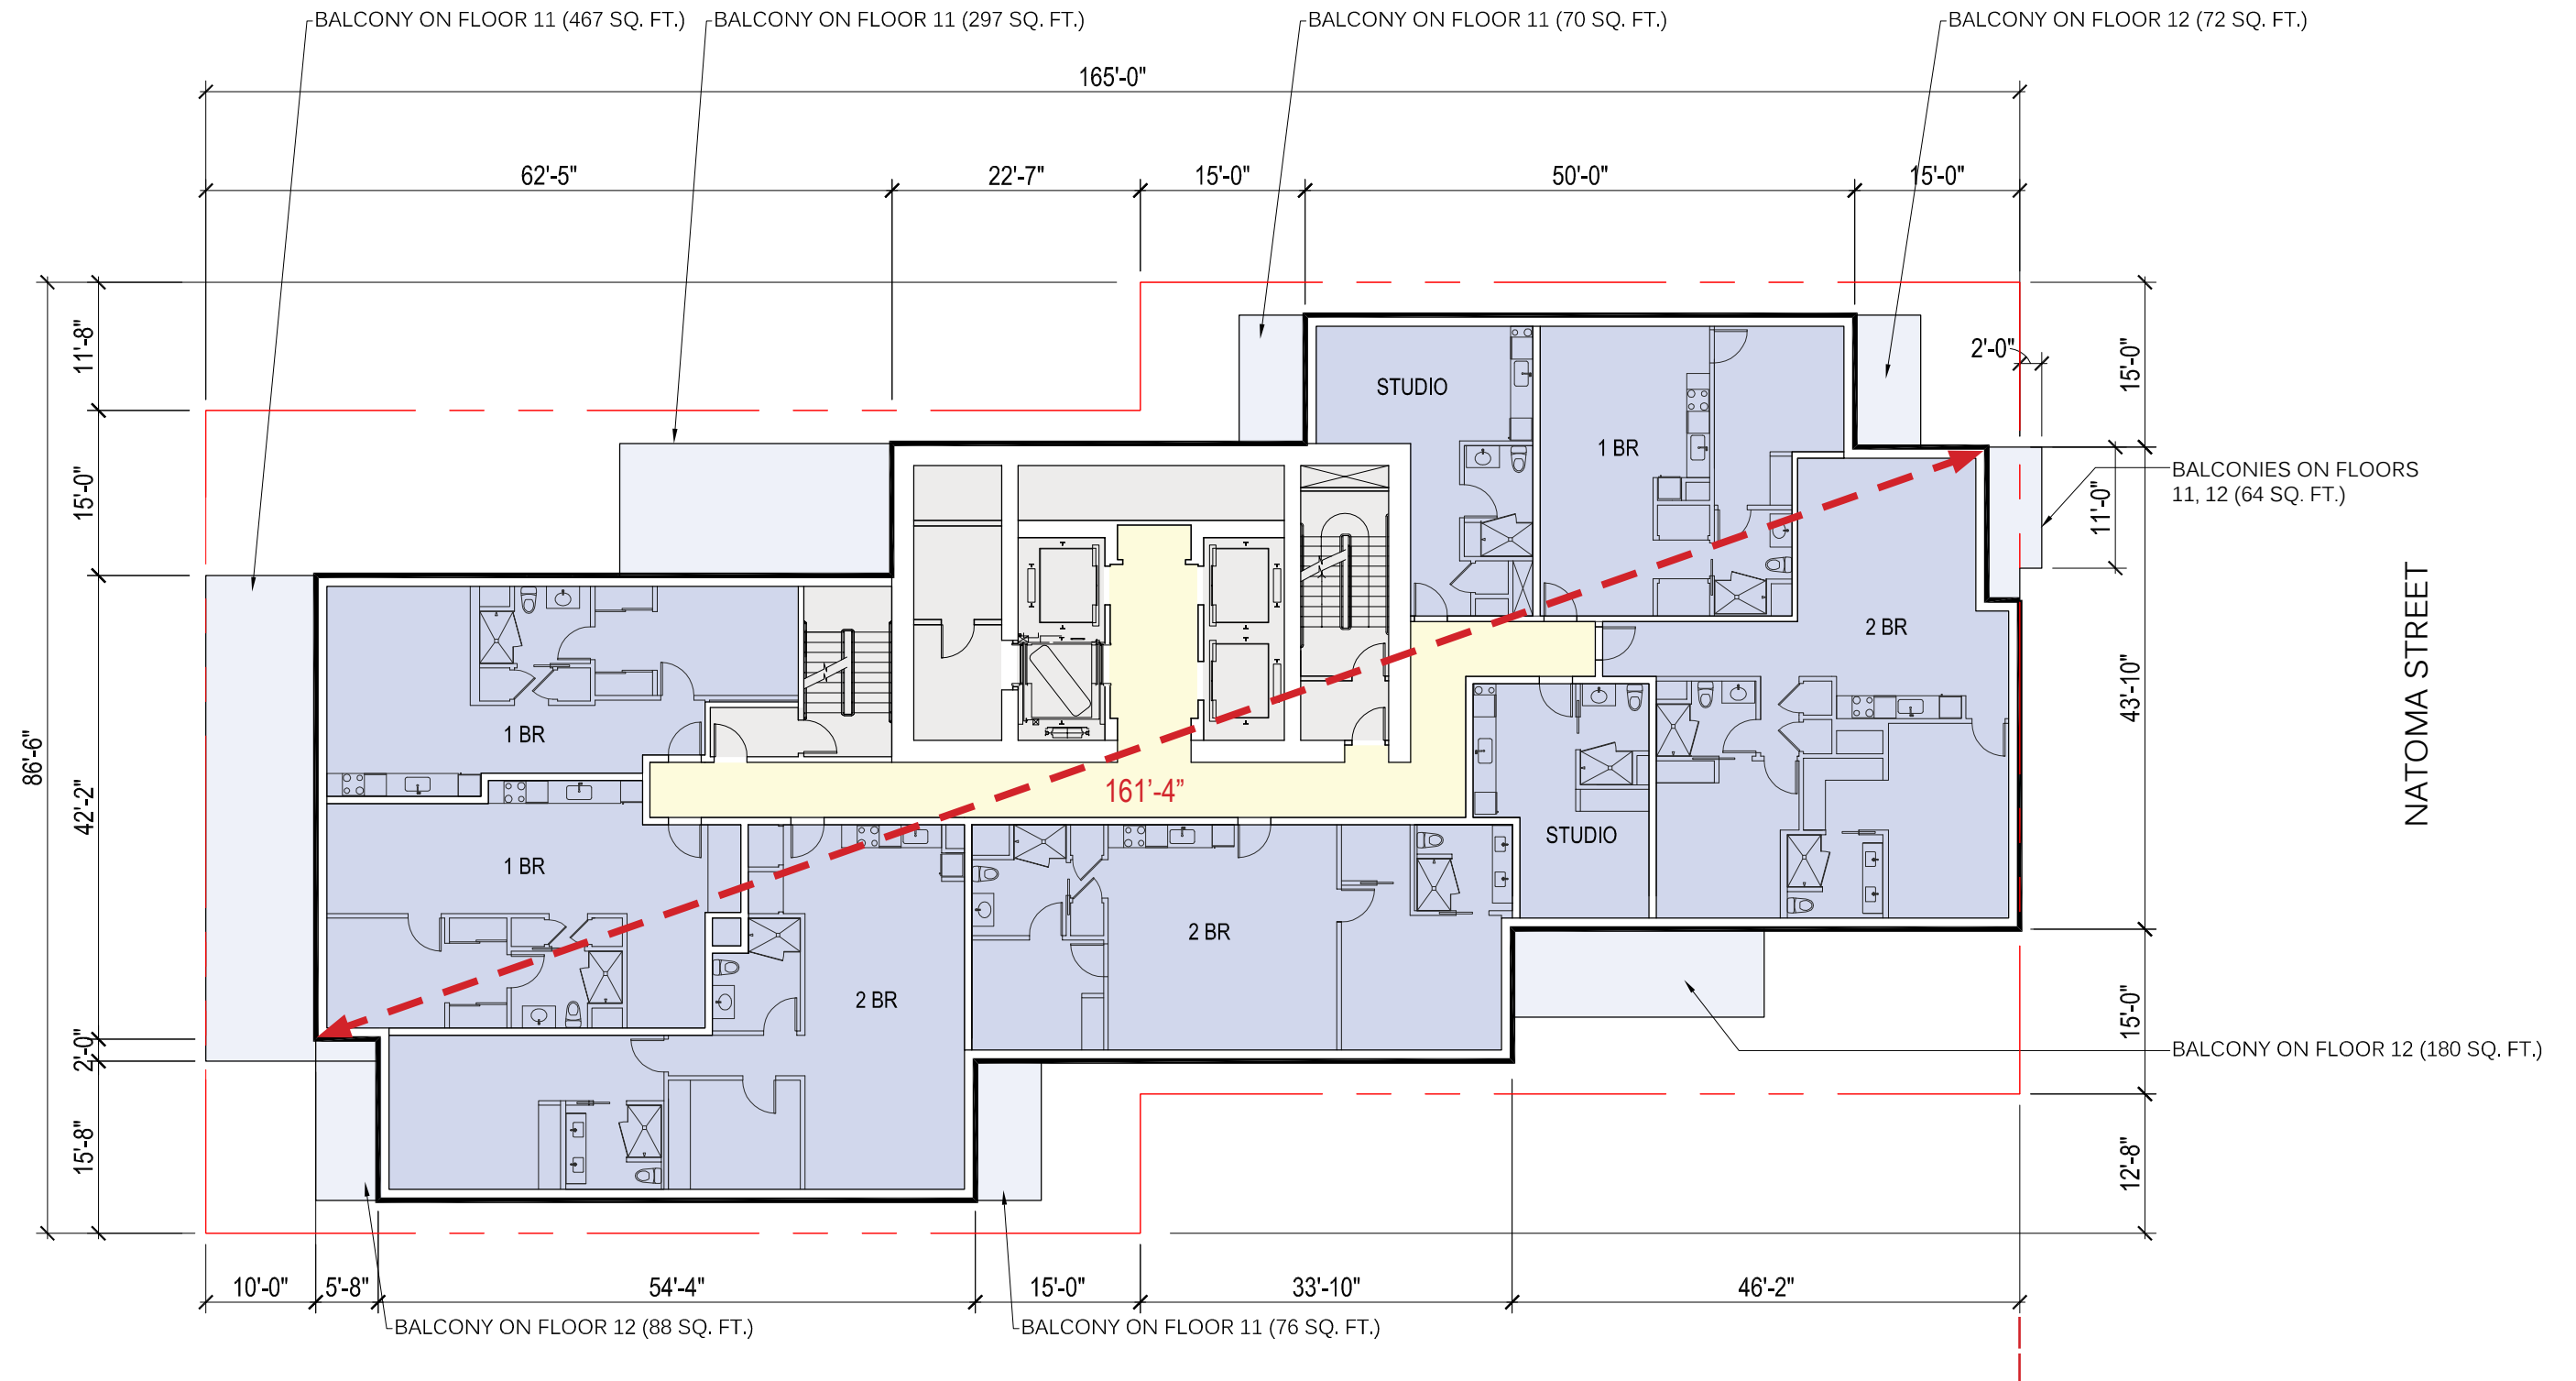 BALCONY ON FLOOR 11 (467 SQ. FT.)
BALCONY ON FLOOR 11 (297 SQ. FT.)
BALCONY ON FLOOR 11 (70 SQ. FT.)
BALCONY ON FLOOR 12 (72 SQ. FT.)
165'-0"
62'-5"
22'-7"
15'-0"
50'-0"
15'-0"
86'-6"
11'-8"
15'-0"
42'-2"
2'-0"
15'-8"
2'-0"
15'-0"
11'-0"
43'-10"
15'-0"
12'-8"
BALCONIES ON FLOORS
11, 12 (64 SQ. FT.)
NATOMA STREET
STUDIO
1 BR
2 BR
1 BR
161'-4”
1 BR
STUDIO
2 BR
2 BR
BALCONY ON FLOOR 12 (180 SQ. FT.)
10'-0"
5'-8"
54'-4"
15'-0"
33'-10"
46'-2"
BALCONY ON FLOOR 12 (88 SQ. FT.)
BALCONY ON FLOOR 11 (76 SQ. FT.)